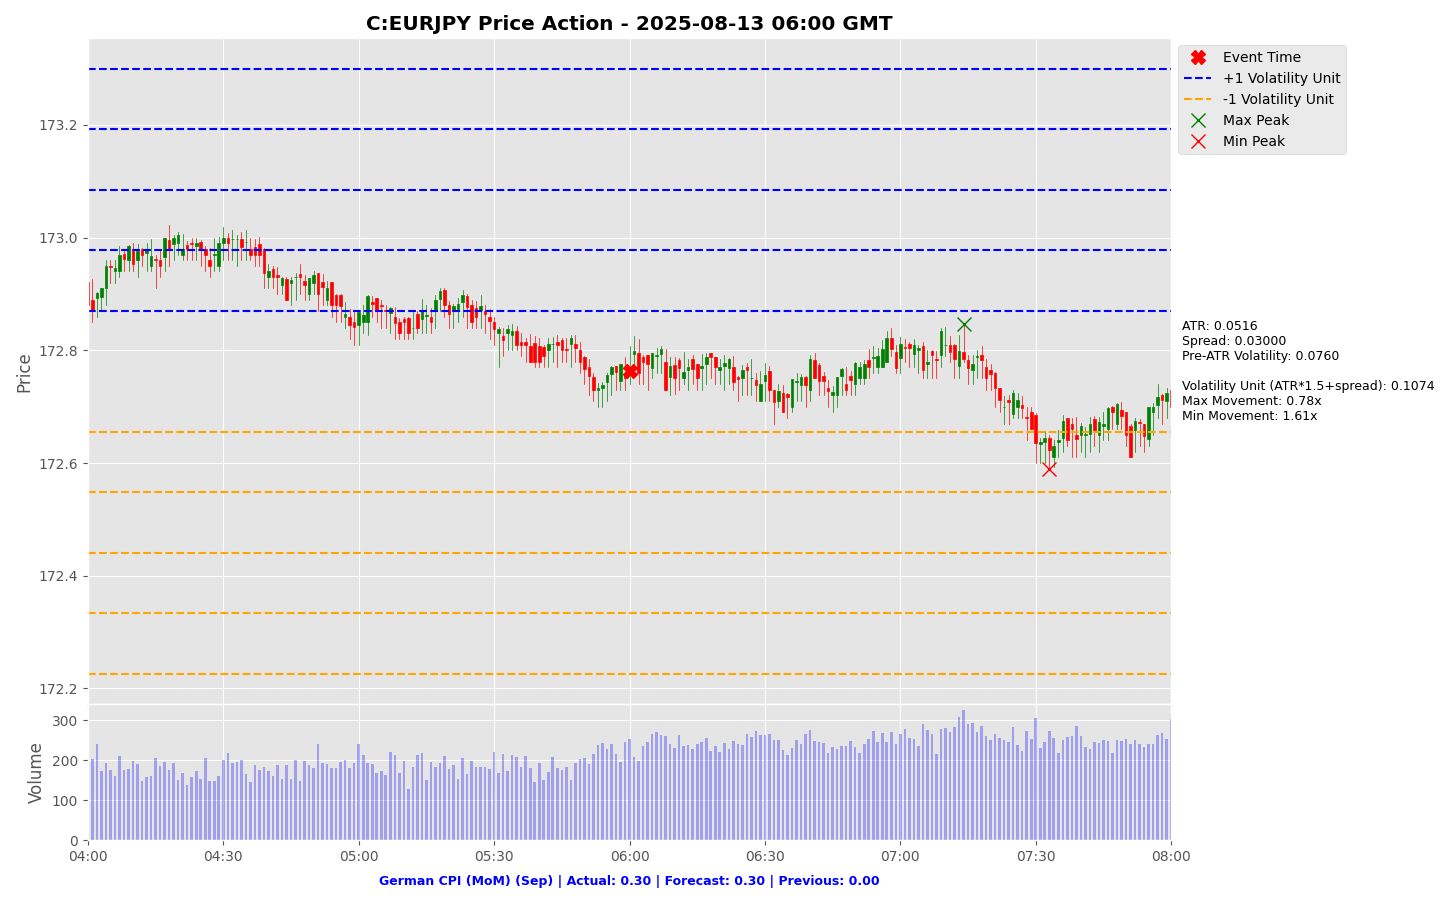 C:EURJPY Price Action - 2025-08-13 06:00 GMT
Event Time
+1 Volatility Unit
-1 Volatility Unit
Max Peak
Min Peak
Price
173.2
173.0
172.8
172.6
172.4
172.2
ATR: 0.0516
Spread: 0.03000
Pre-ATR Volatility: 0.0760
Volatility Unit (ATR*1.5+spread): 0.1074
Max Movement: 0.78x
Min Movement: 1.61x
Volume
300
200
100
0
04:00 04:30 05:00 05:30 06:00 06:30 07:00 07:30 08:00
German CPI (MoM) (Sep) | Actual: 0.30 | Forecast: 0.30 | Previous: 0.00